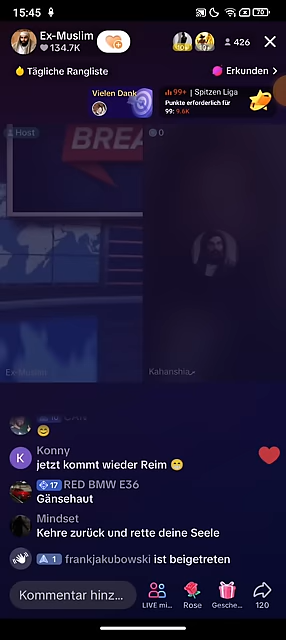 15:45
70
Ex-Muslim
134.7K
426
Tägliche Rangliste
Erkunden
Vielen Dank
99+ | Spitzen Liga
Punkte erforderlich für
99: 9.6K
Host
0
BREA
Ex-Muslim
Kahanshia
Konny
jetzt kommt wieder Reim 😁
17 RED BMW E36
Gänsehaut
Mindset
Kehre zurück und rette deine Seele
1 frankjakubowski ist beigetreten
Kommentar hinz...
LIVE mi...
Rose
Gesche...
120